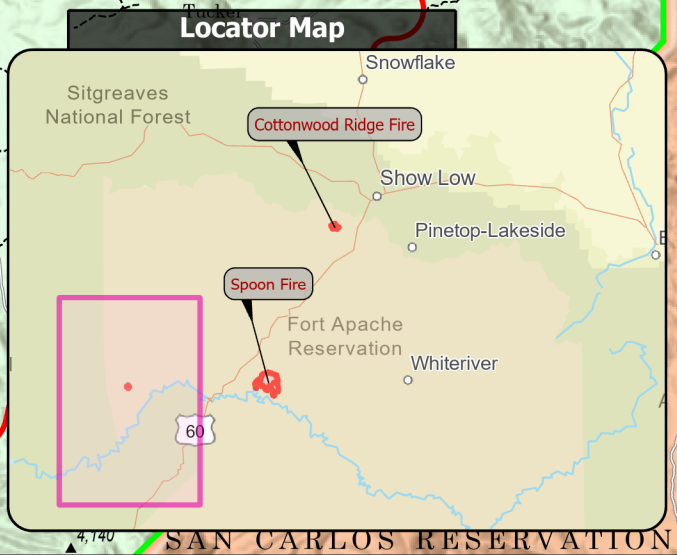 Tucker
Locator Map
Snowflake
Sitgreaves
National Forest
Cottonwood Ridge Fire
Show Low
Pinetop-Lakeside
E
Spoon Fire
Fort Apache
Reservation
Whiteriver
60
4,140
SAN CARLOS RESERVATION